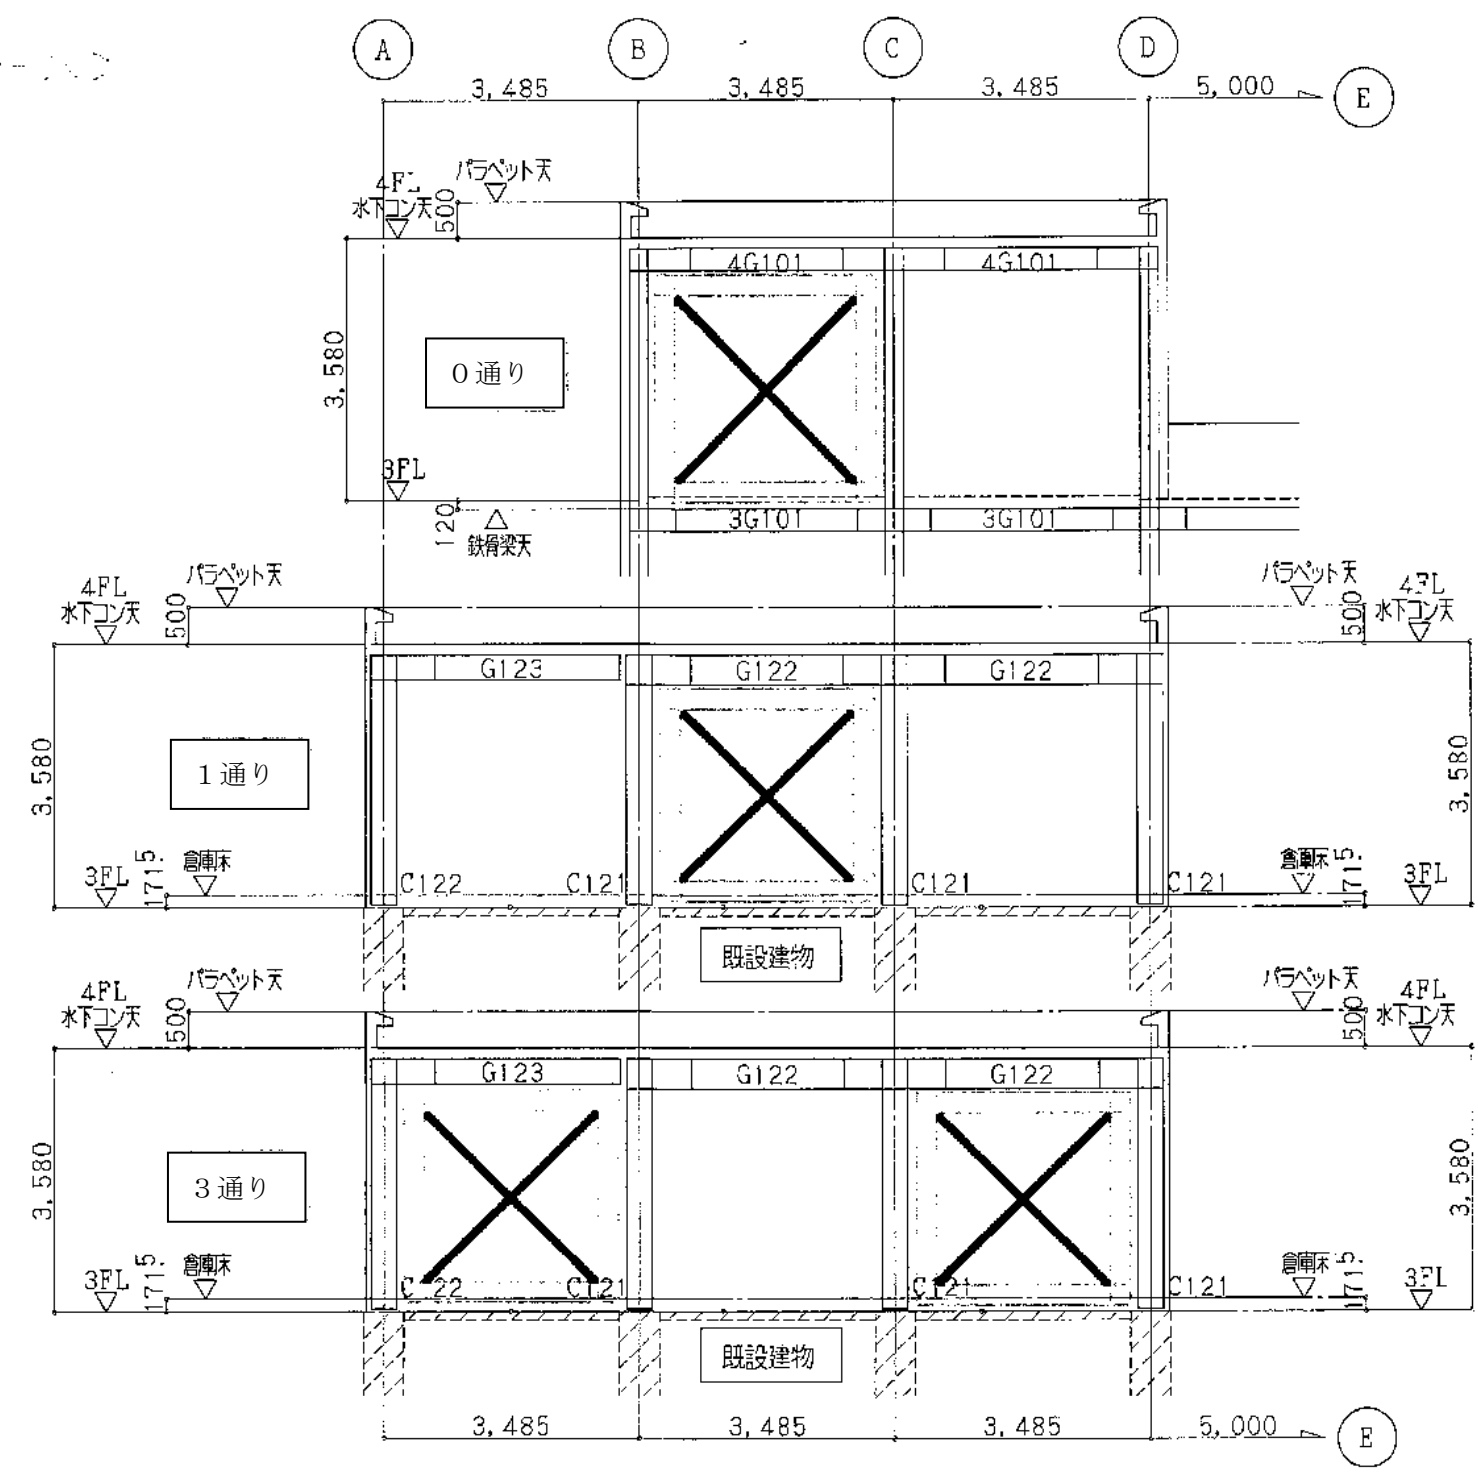 A B C D
3,485 3,485 3,485 5,000 E
パラペット天
4FL
水下コン天 500
4G101 4G101
3,580
0通り
3FL
120
鉄骨梁天
3G101 3G101
パラペット天 パラペット天
4FL 4FL
水下コン天 500 500 水下コン天
G123 G122 G122
3,580 3,580
1通り
倉庫床 倉庫床
3FL 171.5 171.5 3FL
C122 C121 C121 C121
既設建物
パラペット天 パラペット天
4FL 4FL
水下コン天 500 500 水下コン天
G123 G122 G122
3,580 3,580
3通り
倉庫床 倉庫床
3FL 171.5 171.5 3FL
C122 C121 C121 C121
既設建物
3,485 3,485 3,485 5,000 E